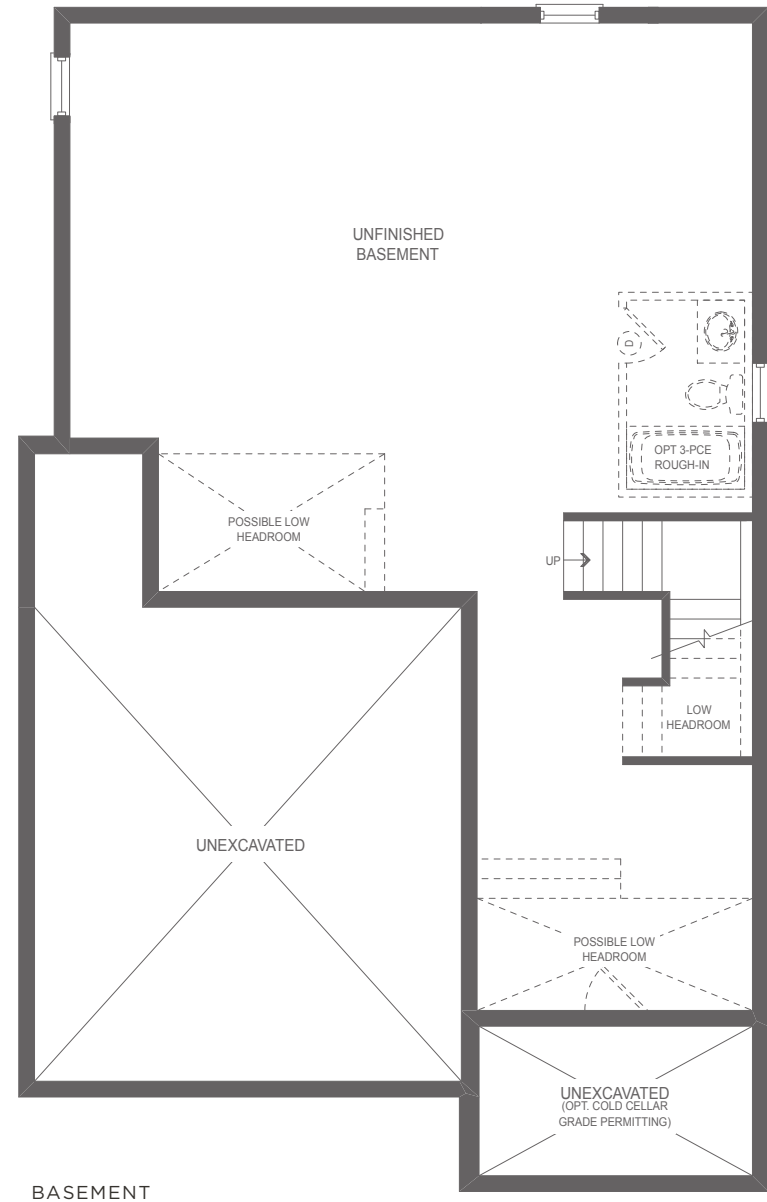 UNFINISHED
BASEMENT
D
OPT 3-PCE
ROUGH-IN
POSSIBLE LOW
HEADROOM
UP
LOW
HEADROOM
UNEXCAVATED
POSSIBLE LOW
HEADROOM
UNEXCAVATED
(OPT. COLD CELLAR
GRADE PERMITTING)
BASEMENT